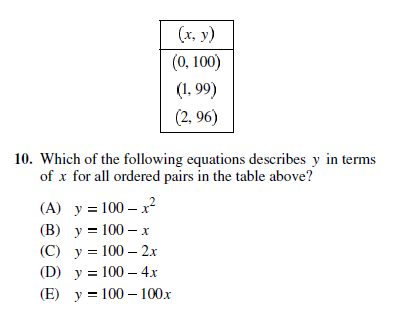 (x, y)
(0, 100)
(1, 99)
(2, 96)
10. Which of the following equations describes y in terms
of x for all ordered pairs in the table above?
(A) y = 100 – x²
(B) y = 100 – x
(C) y = 100 – 2x
(D) y = 100 – 4x
(E) y = 100 – 100x